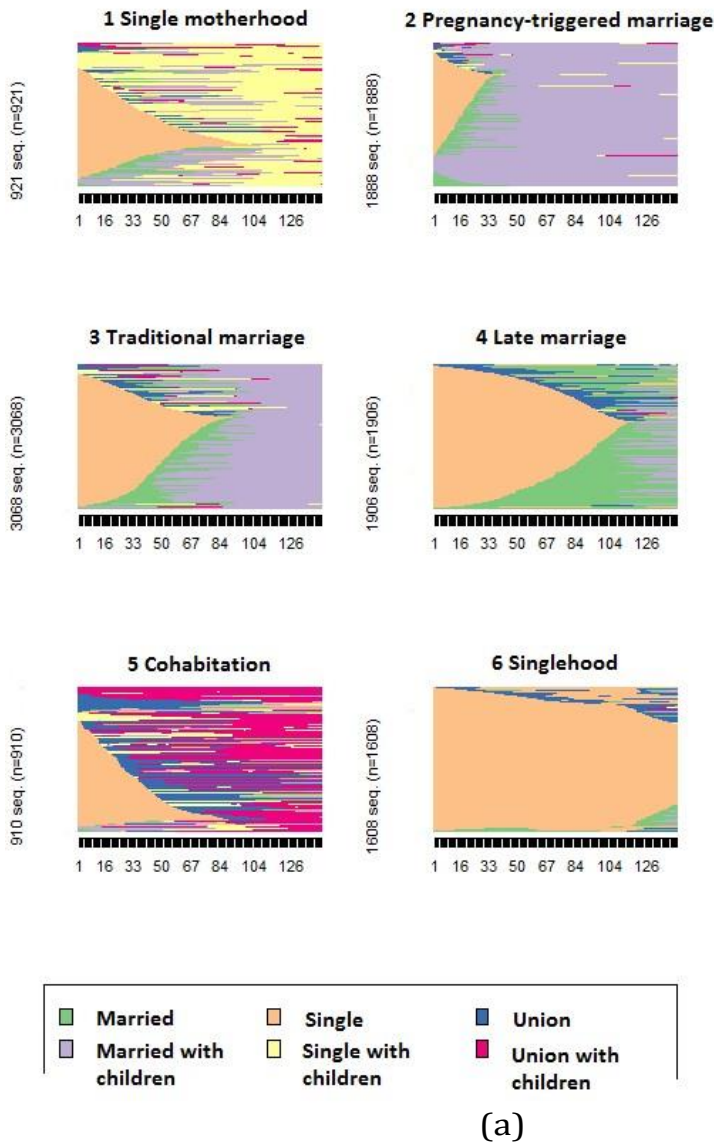 1 Single motherhood
2 Pregnancy-triggered marriage
921 seq. (n=921)
1888 seq. (n=1888)
1 16 33 50 67 84 104 126
1 16 33 50 67 84 104 126
3 Traditional marriage
4 Late marriage
3068 seq. (n=3068)
1906 seq. (n=1906)
1 16 33 50 67 84 104 126
1 16 33 50 67 84 104 126
5 Cohabitation
6 Singlehood
910 seq. (n=910)
1608 seq. (n=1608)
1 16 33 50 67 84 104 126
1 16 33 50 67 84 104 126
Married
Single
Union
Married with
children
Single with
children
Union with
children
(a)